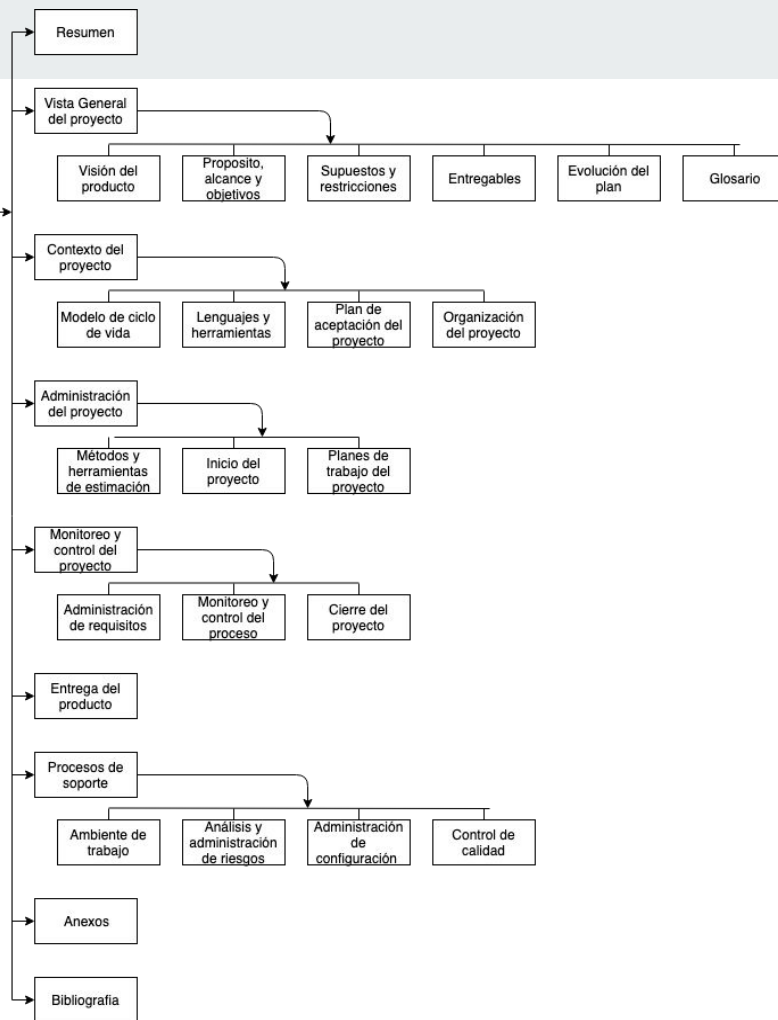 Resumen
Vista General
del proyecto
Visión del
producto
Proposito,
alcance y
objetivos
Supuestos y
restricciones
Entregables
Evolución del
plan
Glosario
Contexto del
proyecto
Modelo de ciclo
de vida
Lenguajes y
herramientas
Plan de
aceptación del
proyecto
Organización
del proyecto
Administración
del proyecto
Métodos y
herramientas
de estimación
Inicio del
proyecto
Planes de
trabajo del
proyecto
Monitoreo y
control del
proyecto
Administración
de requisitos
Monitoreo y
control del
proceso
Cierre del
proyecto
Entrega del
producto
Procesos de
soporte
Ambiente de
trabajo
Análisis y
administración
de riesgos
Administración
de
configuración
Control de
calidad
Anexos
Bibliografia